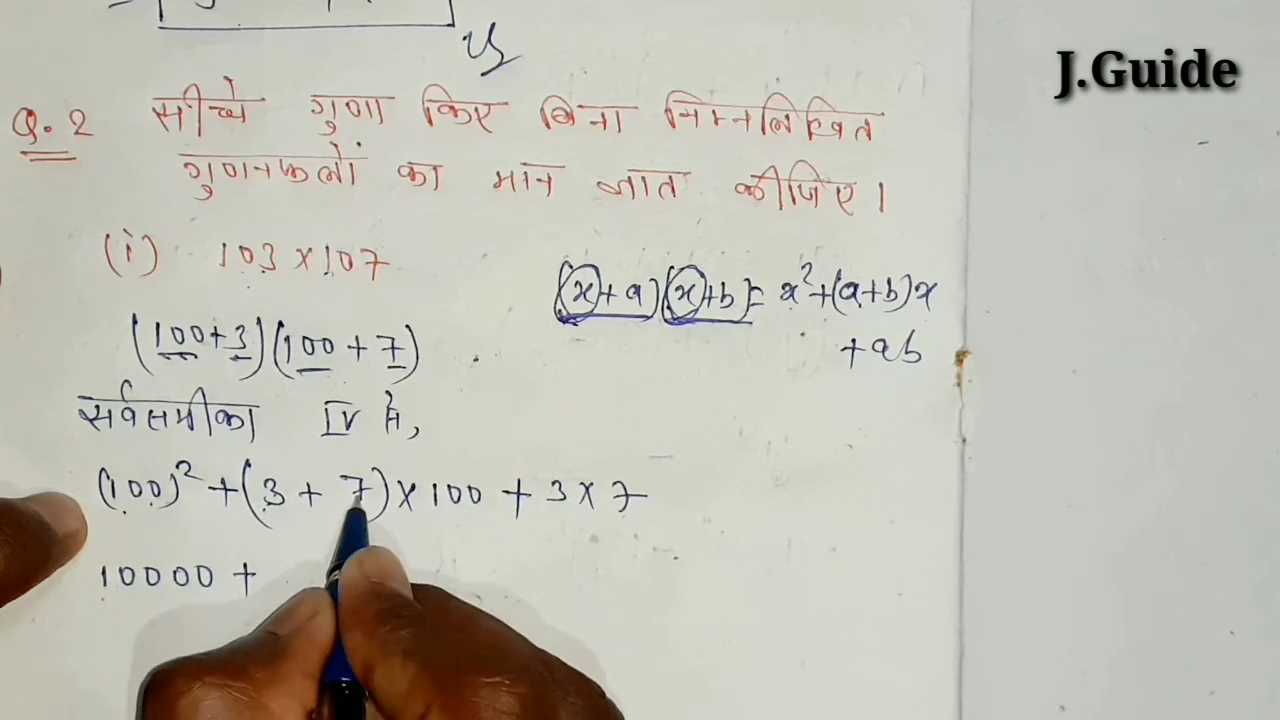 J.Guide
Q. 2 सीधे गुणा किए बिना निम्नलिखित
गुणनफलों का मान ज्ञात कीजिए।
(i) 103 x 107
(x + a)(x+b) = x²+(a+b)x
+ab
(100+3)(100 + 7)
सर्वसमीका IV से,
(100)² + (3 + 7) x 100 + 3 x 7
10000 +